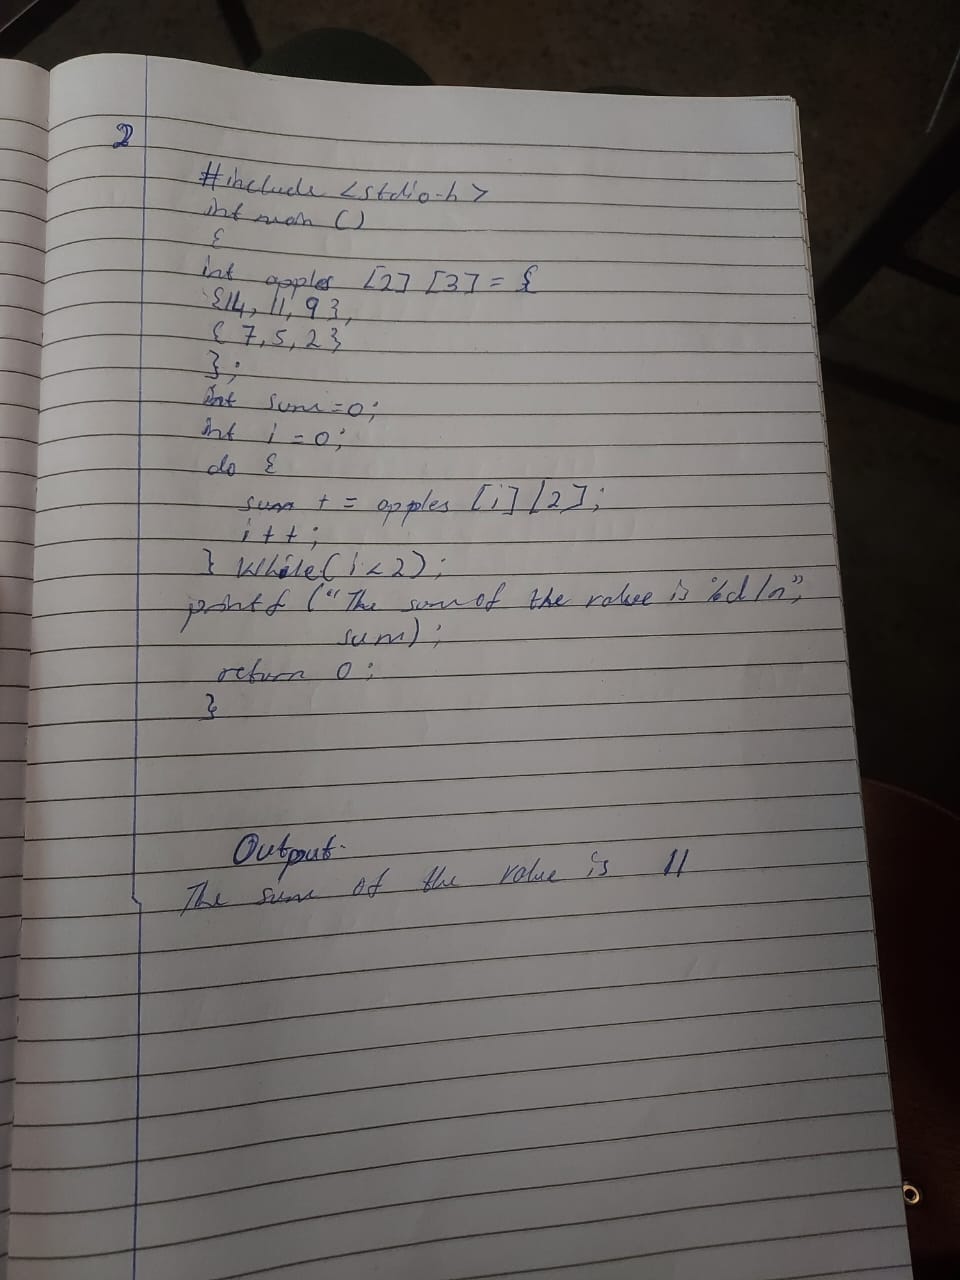 2
#include <stdio.h>
int main ()
{
int apples [2] [3] = {
{14, 11, 9},
{ 7, 5, 2}
};
int sum=0;
int i = 0;
do {
sum + = apples [i] [2];
i + + ;
} while( i < 2);
printf ("The sum of the value is %d /n",
sum);
return 0;
}
Output.
The sum of the value is 11